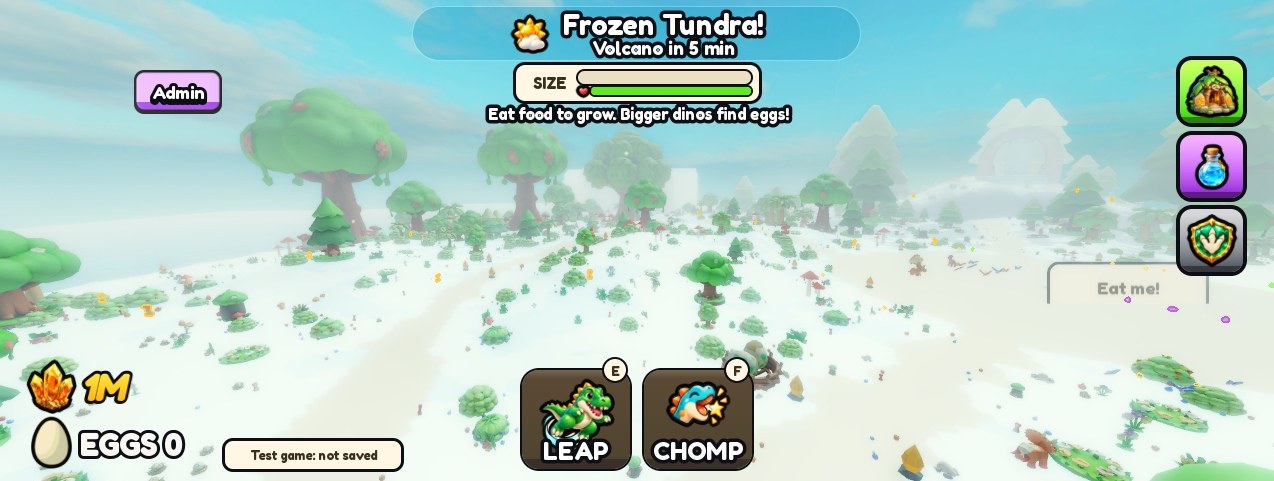 Frozen Tundra!
Volcano in 5 min
Admin
SIZE
Eat food to grow. Bigger dinos find eggs!
Eat me!
1M
EGGS 0
Test game: not saved
E
LEAP
F
CHOMP